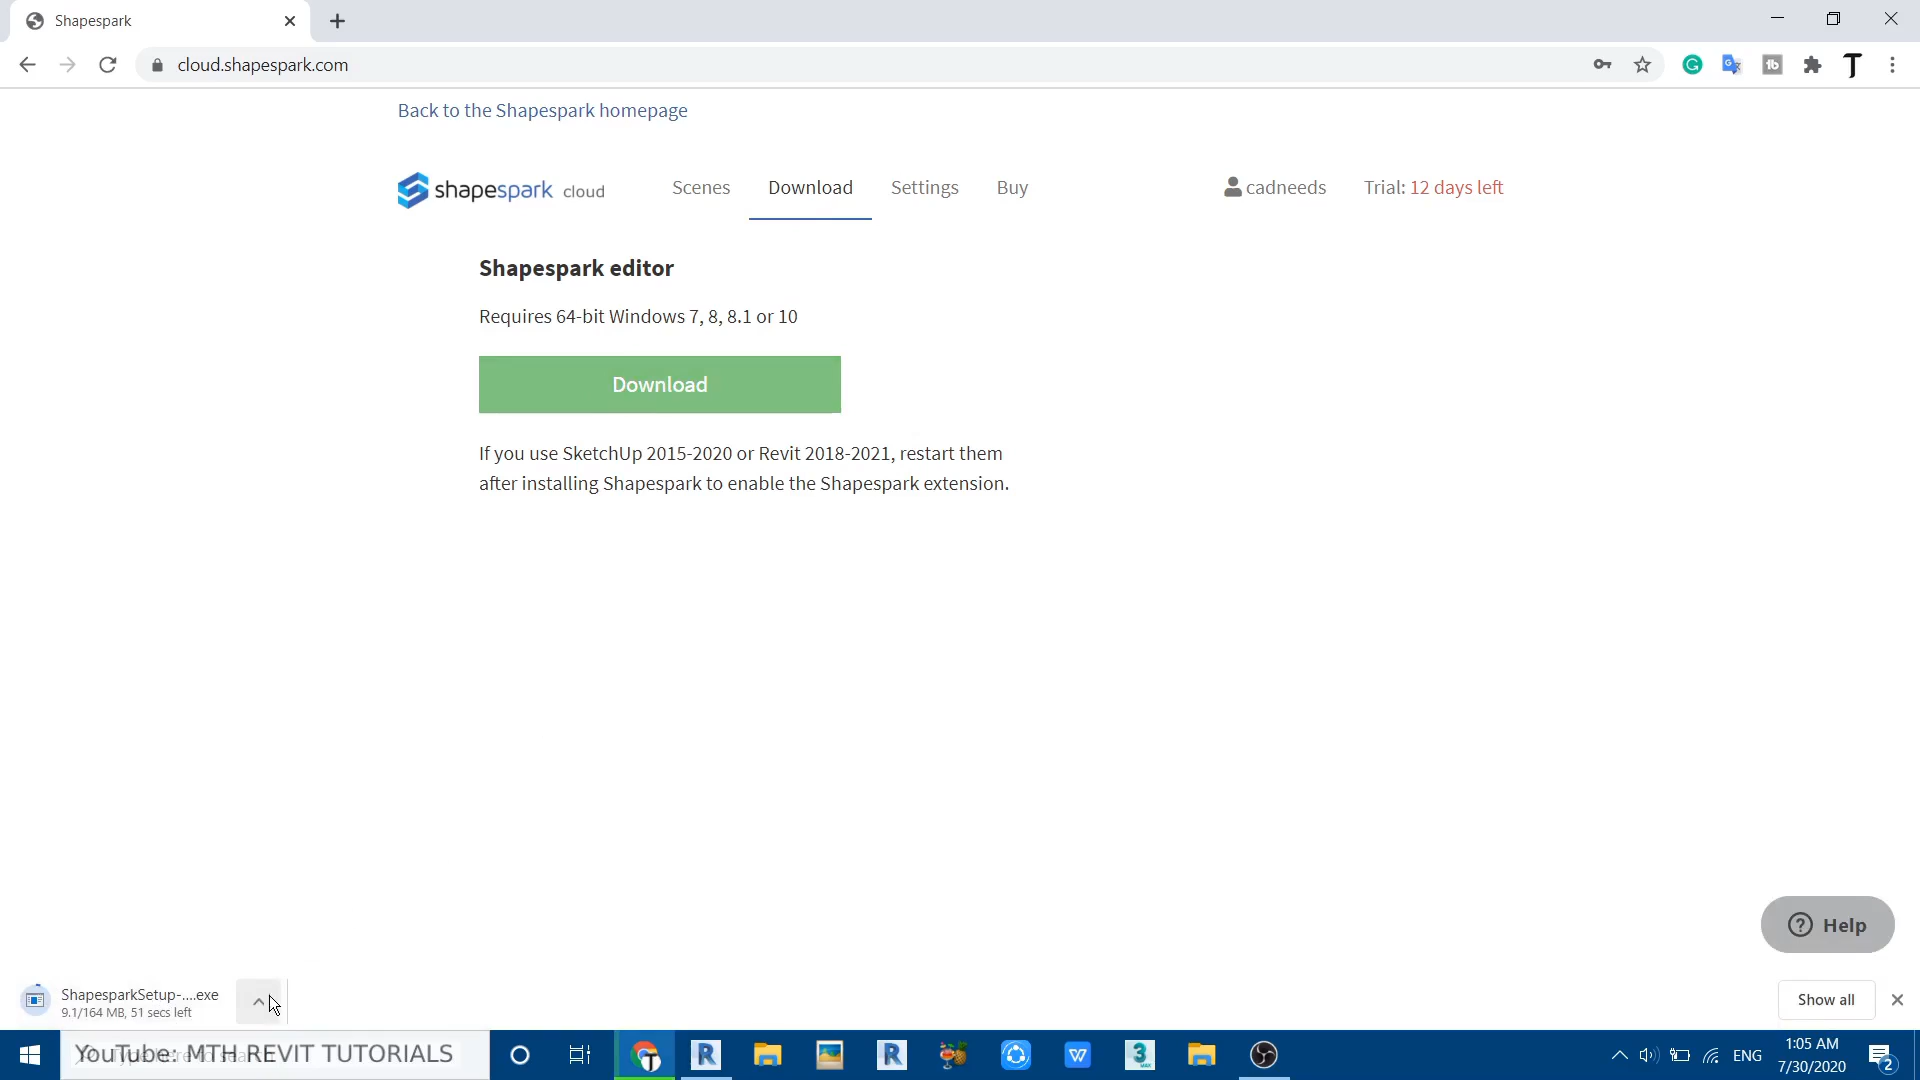 Shapespark
cloud.shapespark.com
Back to the Shapespark homepage
shapespark cloud
Scenes
Download
Settings
Buy
cadneeds
Trial: 12 days left
Shapespark editor
Requires 64-bit Windows 7, 8, 8.1 or 10
Download
If you use SketchUp 2015-2020 or Revit 2018-2021, restart them
after installing Shapespark to enable the Shapespark extension.
Help
ShapesparkSetup-....exe
9.1/164 MB, 51 secs left
Show all
YouTube: MTH REVIT TUTORIALS
ENG
1:05 AM
7/30/2020
2